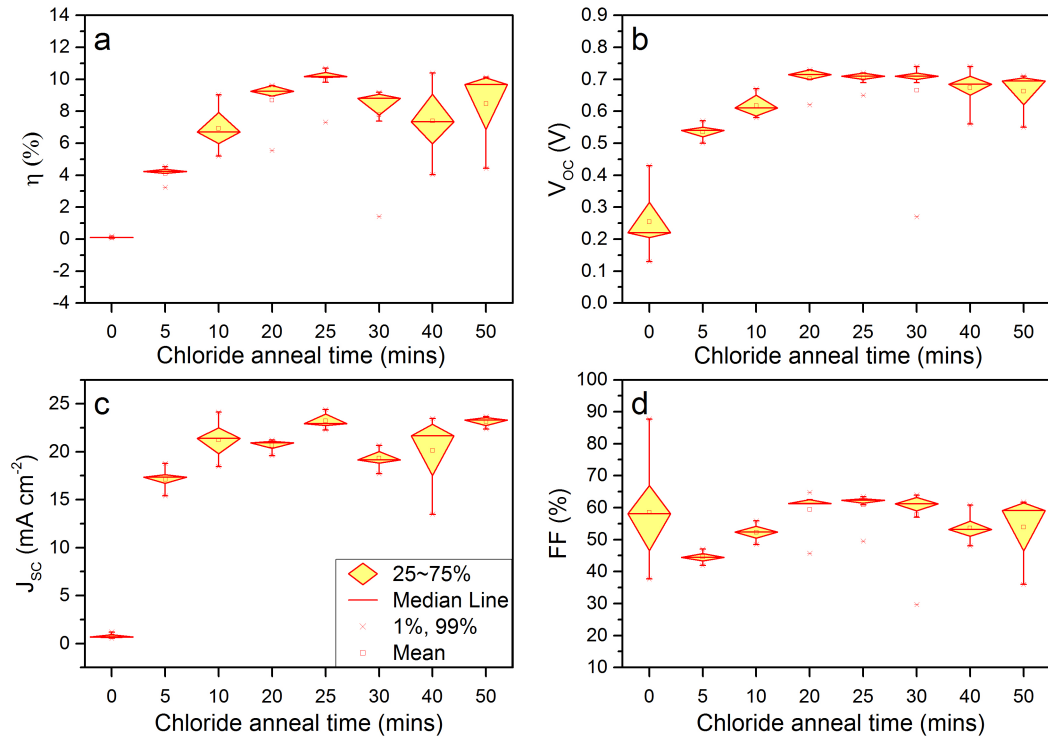 a
14
12
10
8
6
4
2
0
-2
-4
η (%)
0 5 10 20 25 30 40 50
Chloride anneal time (mins)
b
1.0
0.9
0.8
0.7
0.6
0.5
0.4
0.3
0.2
0.1
0.0
V_OC (V)
0 5 10 20 25 30 40 50
Chloride anneal time (mins)
c
25
20
15
10
5
0
J_SC (mA cm⁻²)
25~75%
Median Line
1%, 99%
Mean
0 5 10 20 25 30 40 50
Chloride anneal time (mins)
d
100
90
80
70
60
50
40
30
20
10
FF (%)
0 5 10 20 25 30 40 50
Chloride anneal time (mins)